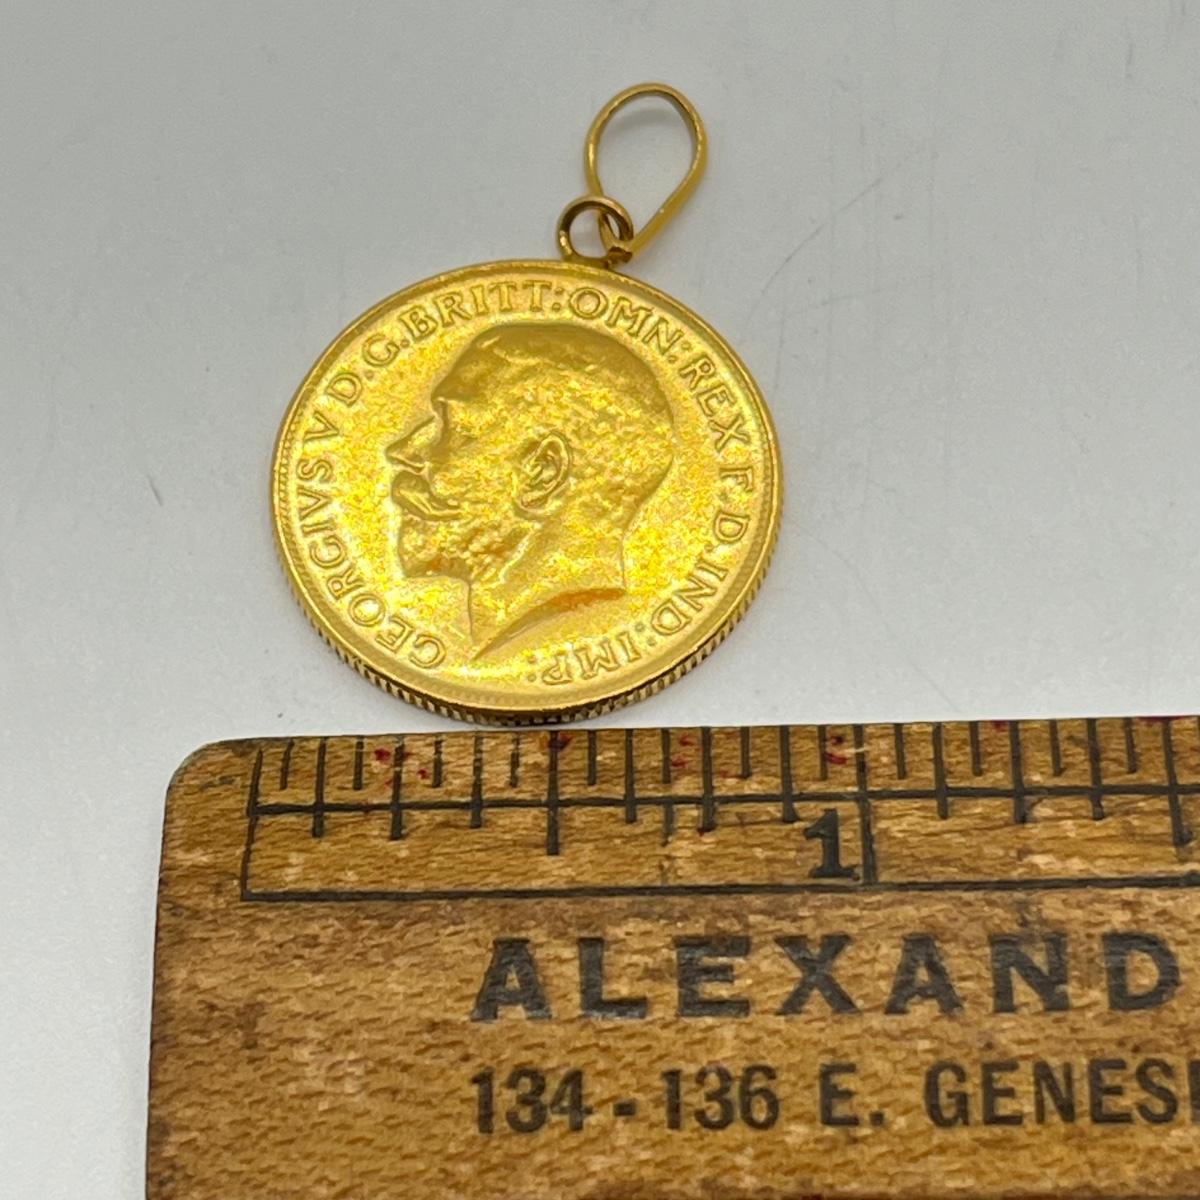 GEORGIVS V D.G.BRITT:OMN:REX F.D.IND:IMP:
1
ALEXAND
134-136 E. GENES